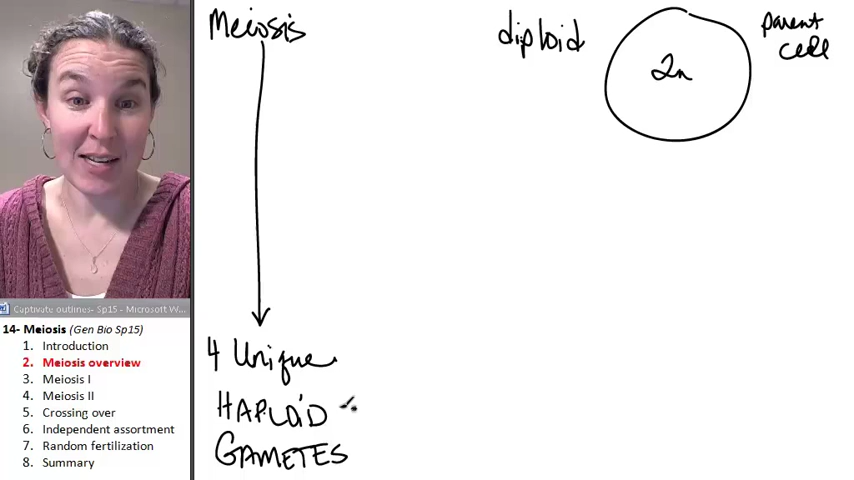 Meiosis
diploid
2n
parent
cell
4 Unique
HAPLOID
GAMETES
Captivate outlines- Sp15 - Microsoft W...
14- Meiosis (Gen Bio Sp15)
1. Introduction
2. Meiosis overview
3. Meiosis I
4. Meiosis II
5. Crossing over
6. Independent assortment
7. Random fertilization
8. Summary